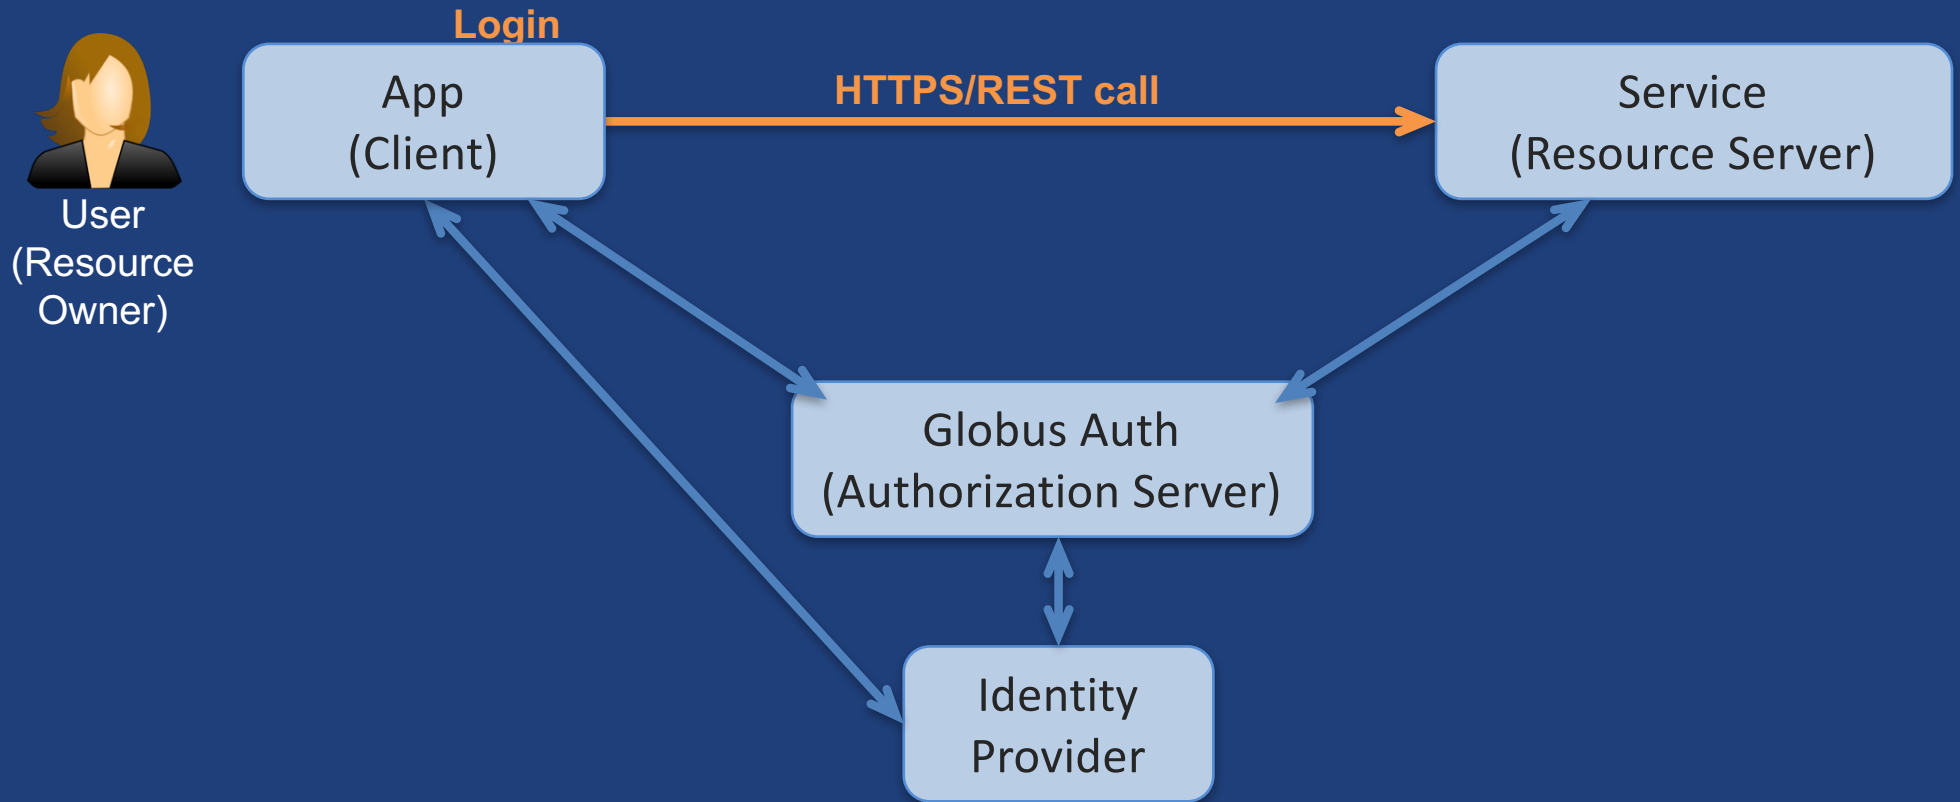 Login
App
(Client)
HTTPS/REST call
Service
(Resource Server)
User
(Resource
Owner)
Globus Auth
(Authorization Server)
Identity
Provider